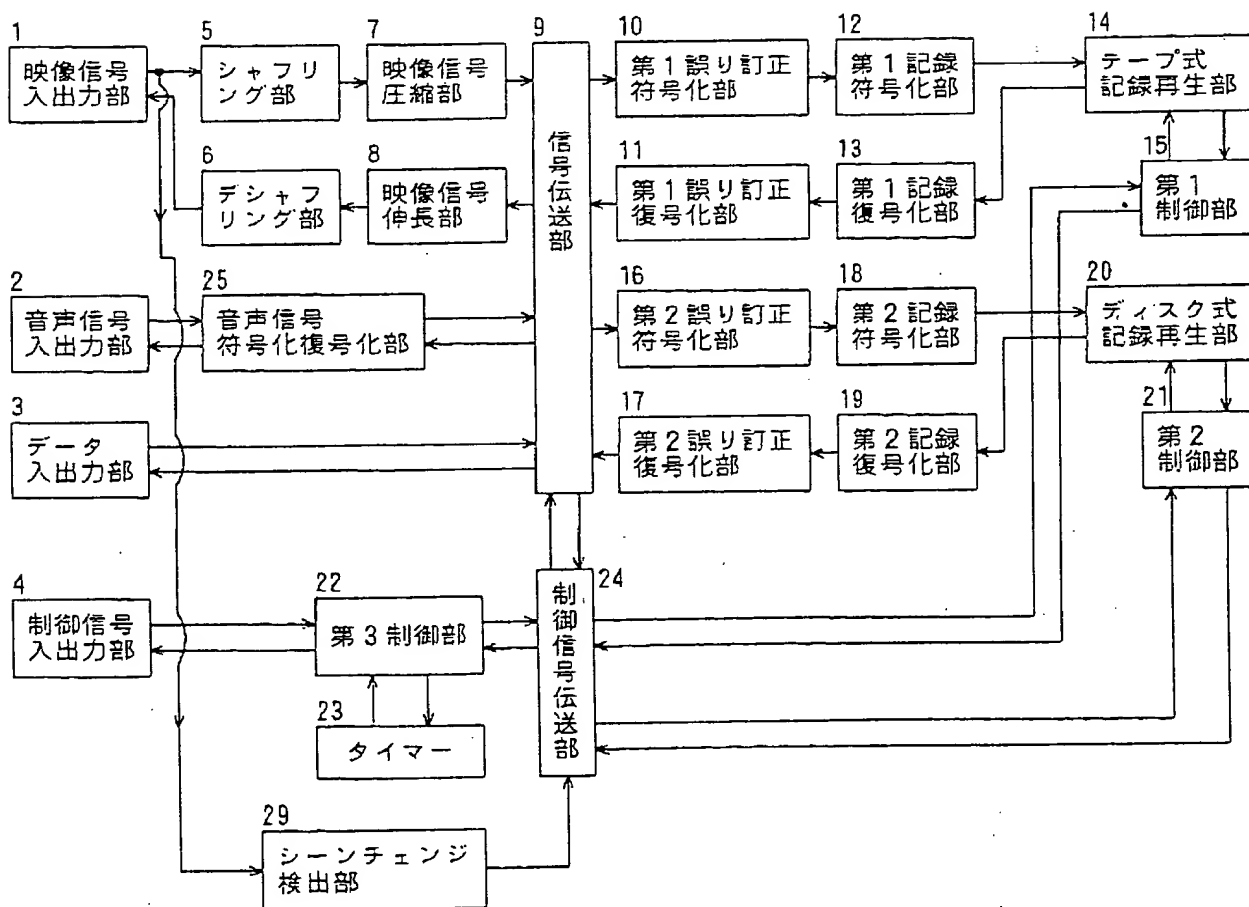 1
映像信号
入出力部
5
シャフリ
ング部
7
映像信号
圧縮部
9
信号伝送部
10
第1誤り訂正
符号化部
12
第1記録
符号化部
14
テープ式
記録再生部
6
デシャフ
リング部
8
映像信号
伸長部
11
第1誤り訂正
復号化部
13
第1記録
復号化部
15
第1
制御部
2
音声信号
入出力部
25
音声信号
符号化復号化部
16
第2誤り訂正
符号化部
18
第2記録
符号化部
20
ディスク式
記録再生部
3
データ
入出力部
17
第2誤り訂正
復号化部
19
第2記録
復号化部
21
第2
制御部
4
制御信号
入出力部
22
第3制御部
24
制御信号伝送部
23
タイマー
29
シーンチェンジ
検出部